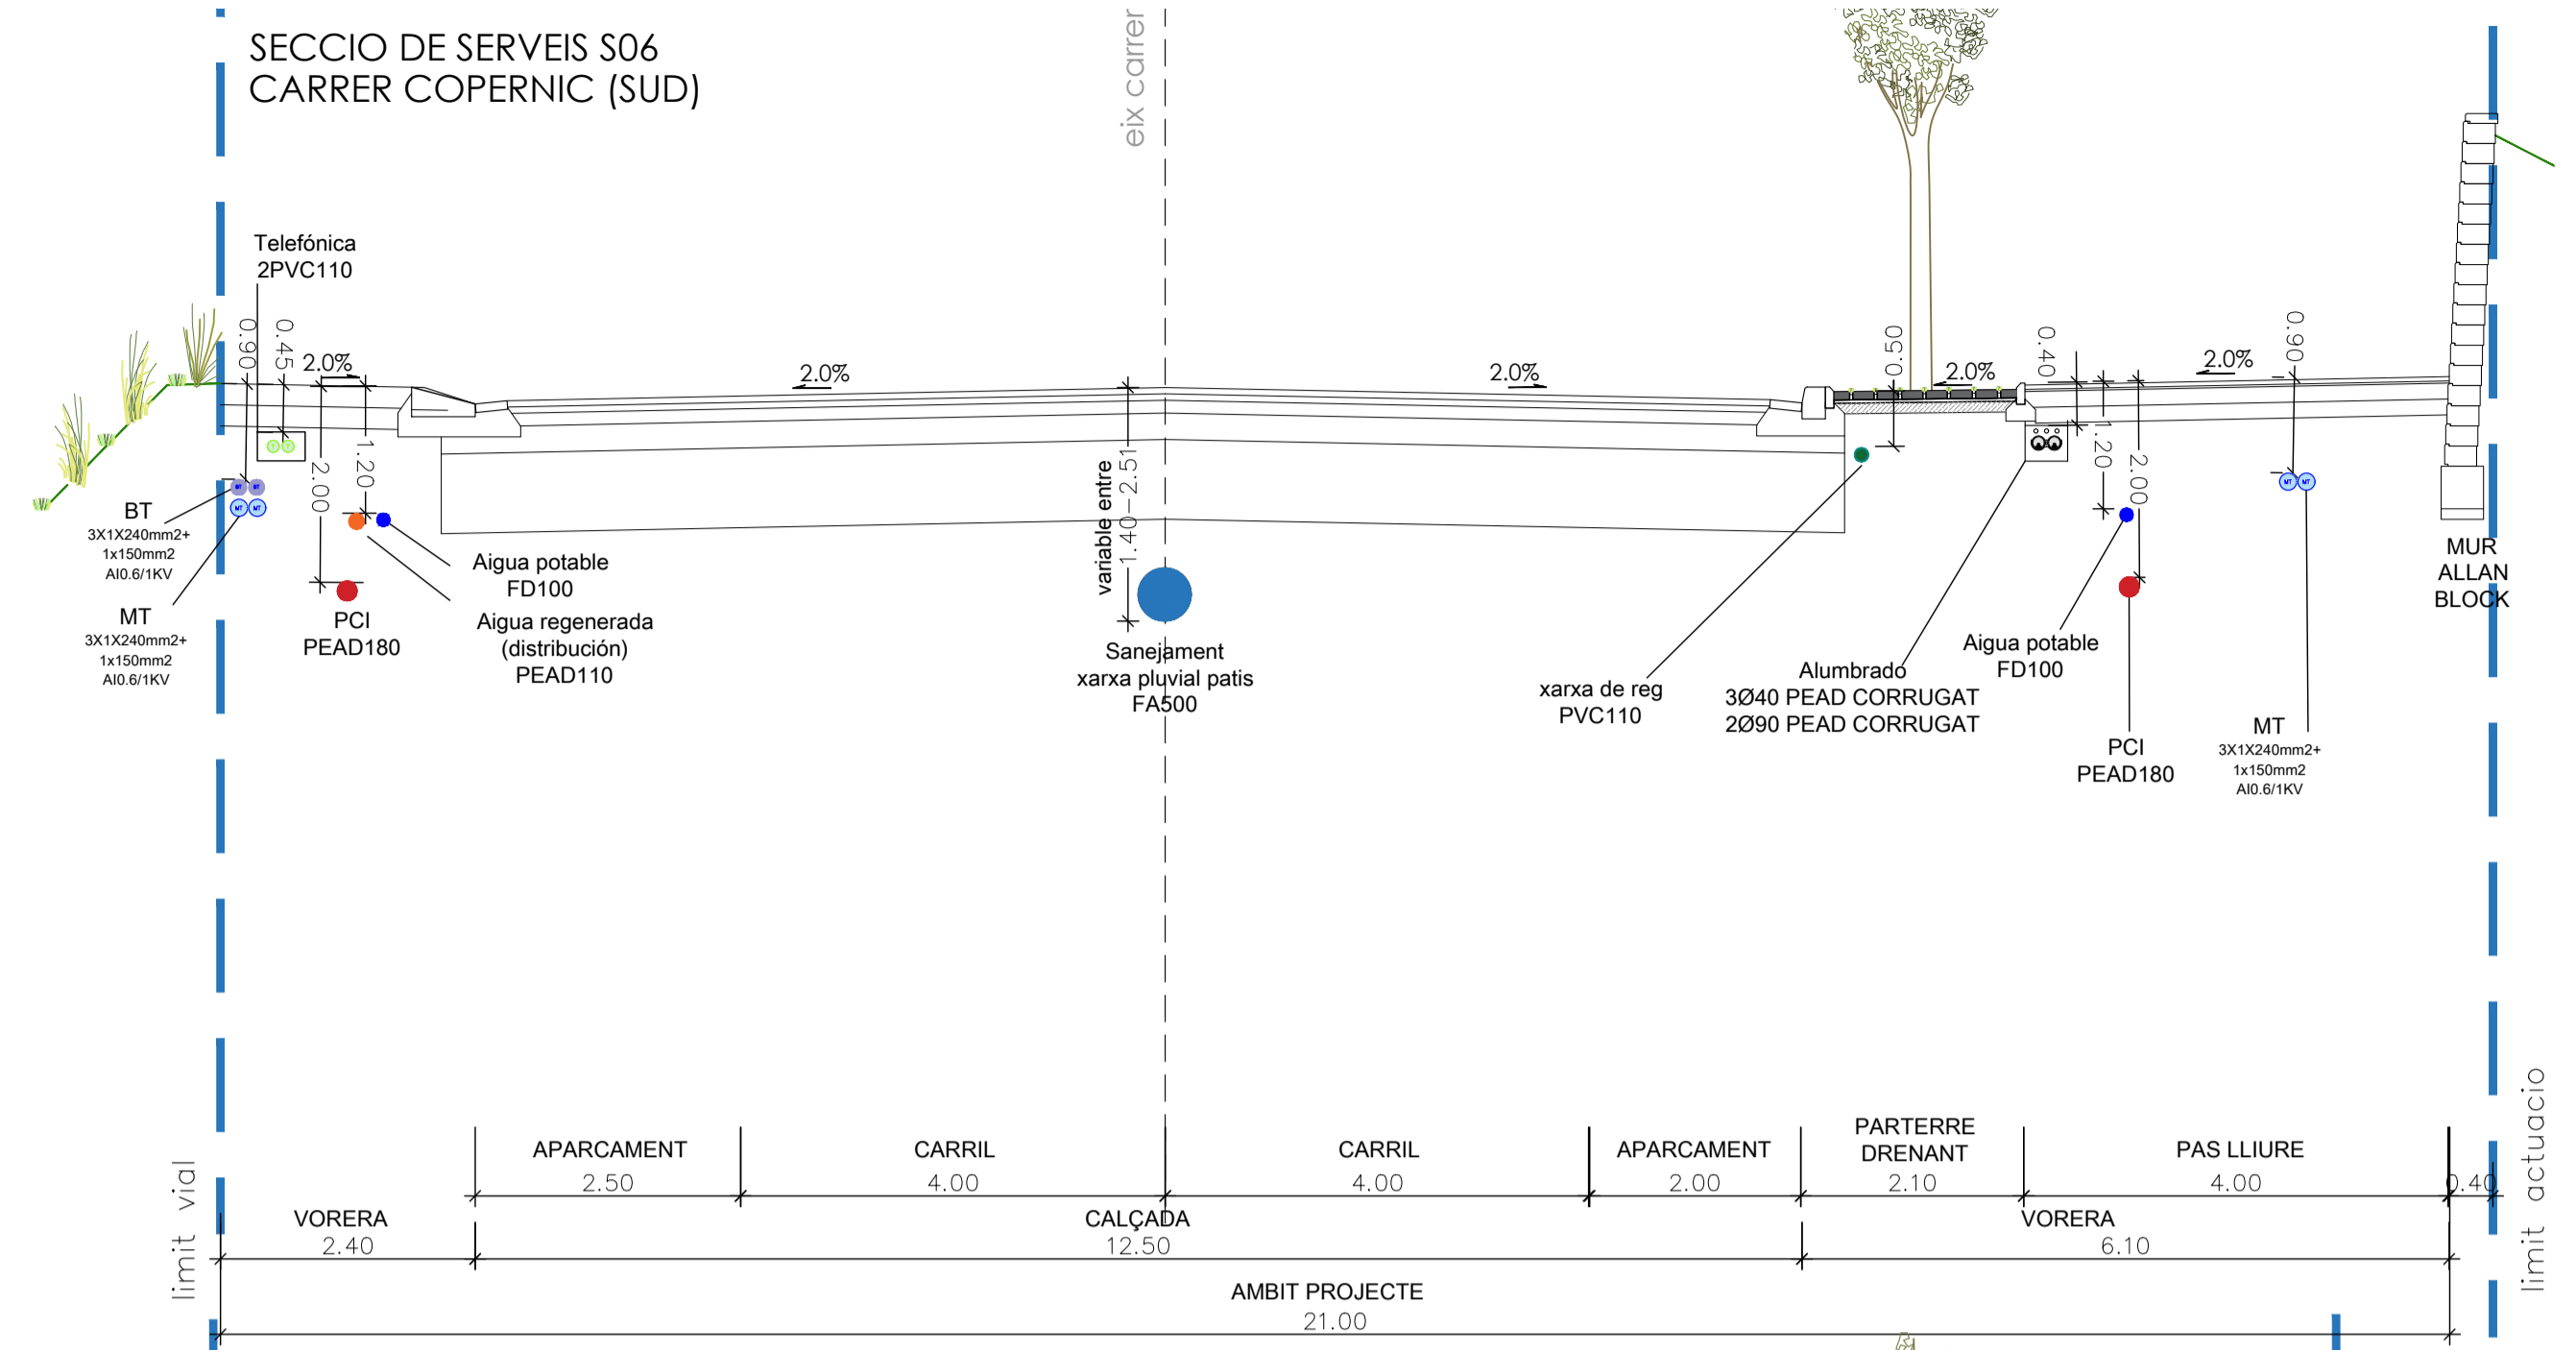 SECCIO DE SERVEIS S06
CARRER COPERNIC (SUD)
eix carrer
Telefónica
2PVC110
0.90
0.45
2.0%
2.0%
2.0%
0.50
2.0%
0.40
2.0%
0.90
2.000
1.20
variable entre
1.40-2.51
1.20
2.00
BT
3X1X240mm2+
1x150mm2
Al0.6/1KV
MT
3X1X240mm2+
1x150mm2
Al0.6/1KV
BT
BT
MT
MT
PCI
PEAD180
Aigua potable
FD100
Aigua regenerada
(distribución)
PEAD110
Sanejament
xarxa pluvial patis
FA500
xarxa de reg
PVC110
Alumbrado
3Ø40 PEAD CORRUGAT
2Ø90 PEAD CORRUGAT
Aigua potable
FD100
PCI
PEAD180
MT
MT
MT
3X1X240mm2+
1x150mm2
Al0.6/1KV
MUR
ALLAN
BLOCK
limit vial
limit actuacio
APARCAMENT
2.50
CARRIL
4.00
CARRIL
4.00
APARCAMENT
2.00
PARTERRE
DRENANT
2.10
PAS LLIURE
4.00
0.40
VORERA
2.40
CALÇADA
12.50
VORERA
6.10
AMBIT PROJECTE
21.00